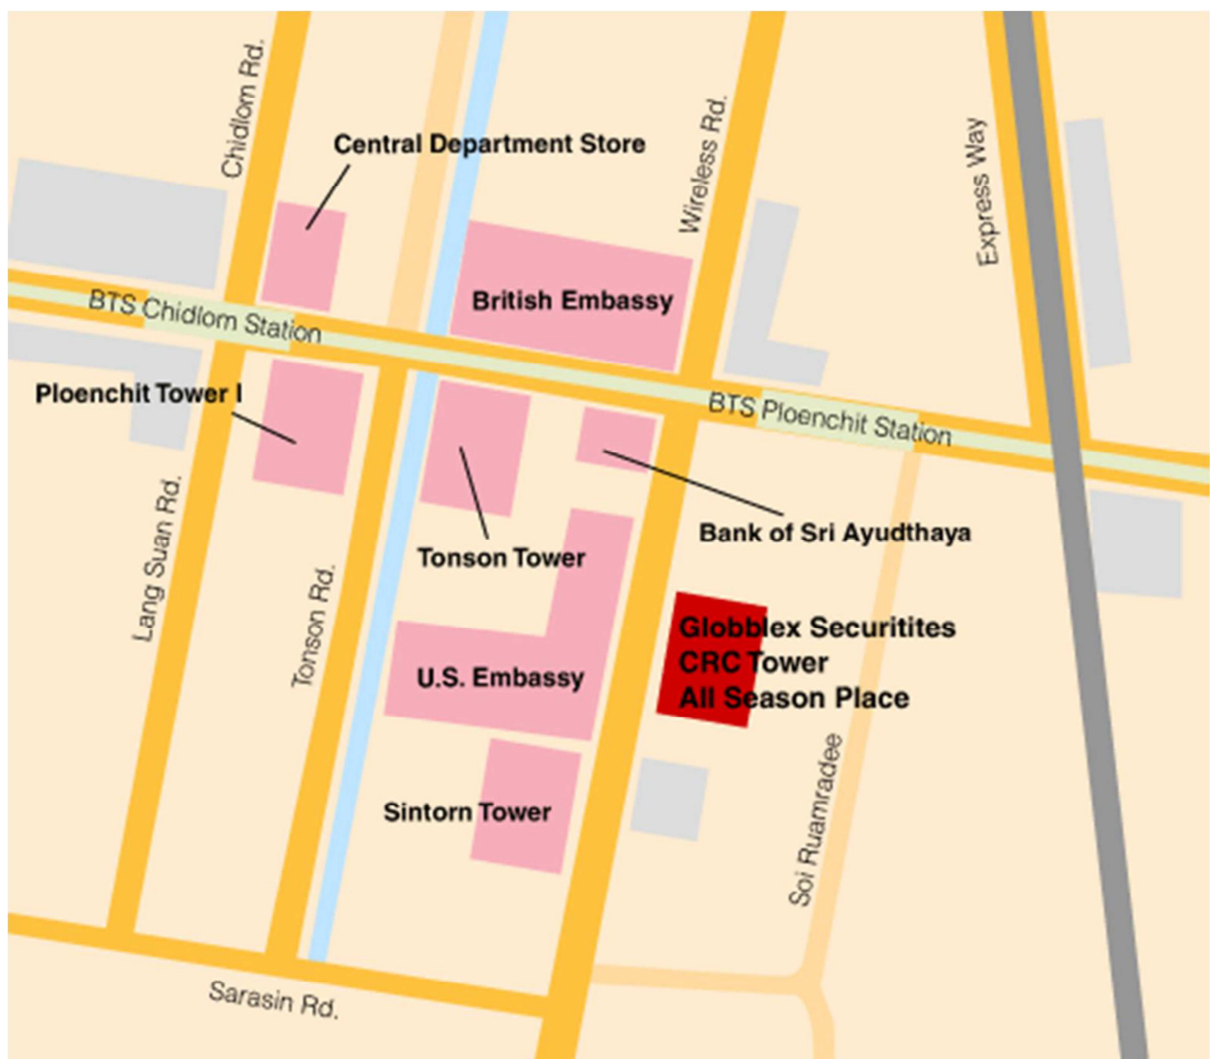 Chidlom Rd.
Central Department Store
Wireless Rd.
Express Way
British Embassy
BTS Chidlom Station
Ploenchit Tower I
BTS Ploenchit Station
Bank of Sri Ayudthaya
Tonson Tower
Lang Suan Rd.
Tonson Rd.
Globblex Securitites
CRC Tower
All Season Place
U.S. Embassy
Sintorn Tower
Soi Ruamradee
Sarasin Rd.